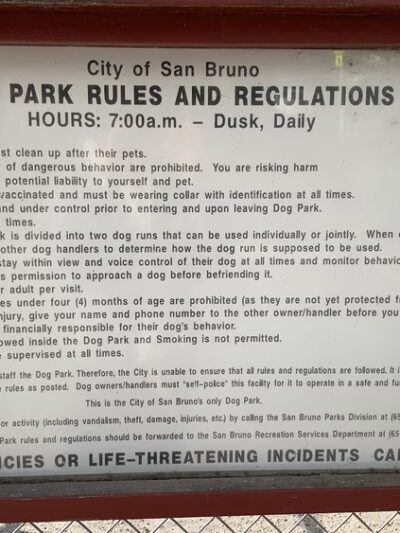 City of San Bruno
PARK RULES AND REGULATIONS
HOURS: 7:00a.m. – Dusk, Daily
st clean up after their pets.
of dangerous behavior are prohibited. You are risking harm
potential liability to yourself and pet.
vaccinated and must be wearing collar with identification at all times.
and under control prior to entering and upon leaving Dog Park.
times.
k is divided into two dog runs that can be used individually or jointly. When
other dog handlers to determine how the dog run is supposed to be used.
stay within view and voice control of their dog at all times and monitor behavio
s permission to approach a dog before befriending it.
r adult per visit.
es under four (4) months of age are prohibited (as they are not yet protected f
njury, give your name and phone number to the other owner/handler before you
financially responsible for their dog's behavior.
owed inside the Dog Park and Smoking is not permitted.
e supervised at all times.
staff the Dog Park. Therefore, the City is unable to ensure that all rules and regulations are followed. It i
e rules as posted. Dog owners/handlers must "self-police" this facility for it to operate in a safe and fu
This is the City of San Bruno's only Dog Park.
or activity (including vandalism, theft, damage, injuries, etc.) by calling the San Bruno Parks Division at (65
Park rules and regulations should be forwarded to the San Bruno Recreation Services Department at (65
NCIES OR LIFE-THREATENING INCIDENTS CA